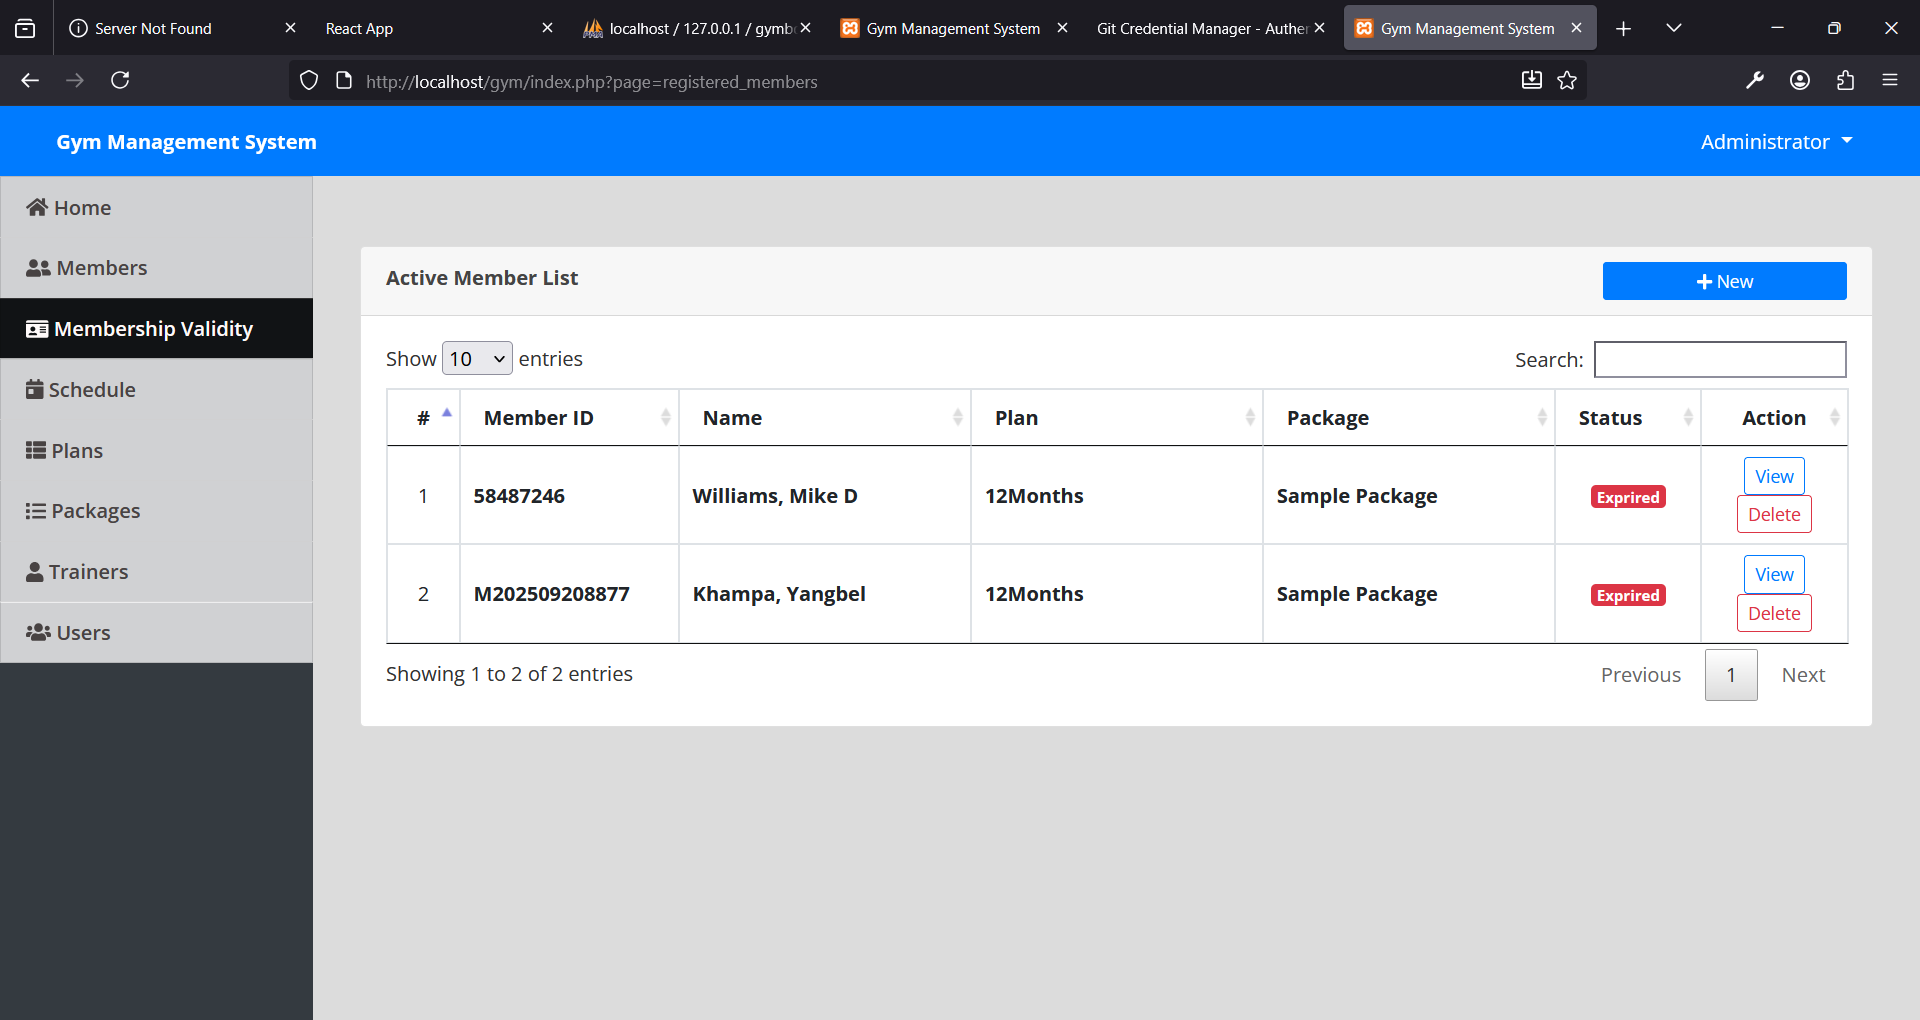 Server Not Found
React App
localhost / 127.0.0.1 / gymb
Gym Management System
Git Credential Manager - Authen
Gym Management System
http://localhost/gym/index.php?page=registered_members
Gym Management System
Administrator
Home
Members
Membership Validity
Schedule
Plans
Packages
Trainers
Users
Active Member List
New
Show 10 entries
Search:
# Member ID Name Plan Package Status Action
1 58487246 Williams, Mike D 12Months Sample Package Exprired View
Delete
2 M202509208877 Khampa, Yangbel 12Months Sample Package Exprired View
Delete
Showing 1 to 2 of 2 entries
Previous 1 Next